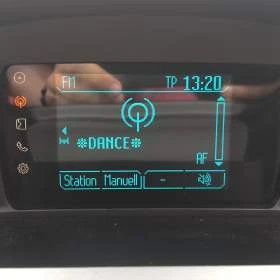 FM TP 13:20
※DANCE※
AF
Station Manuell -